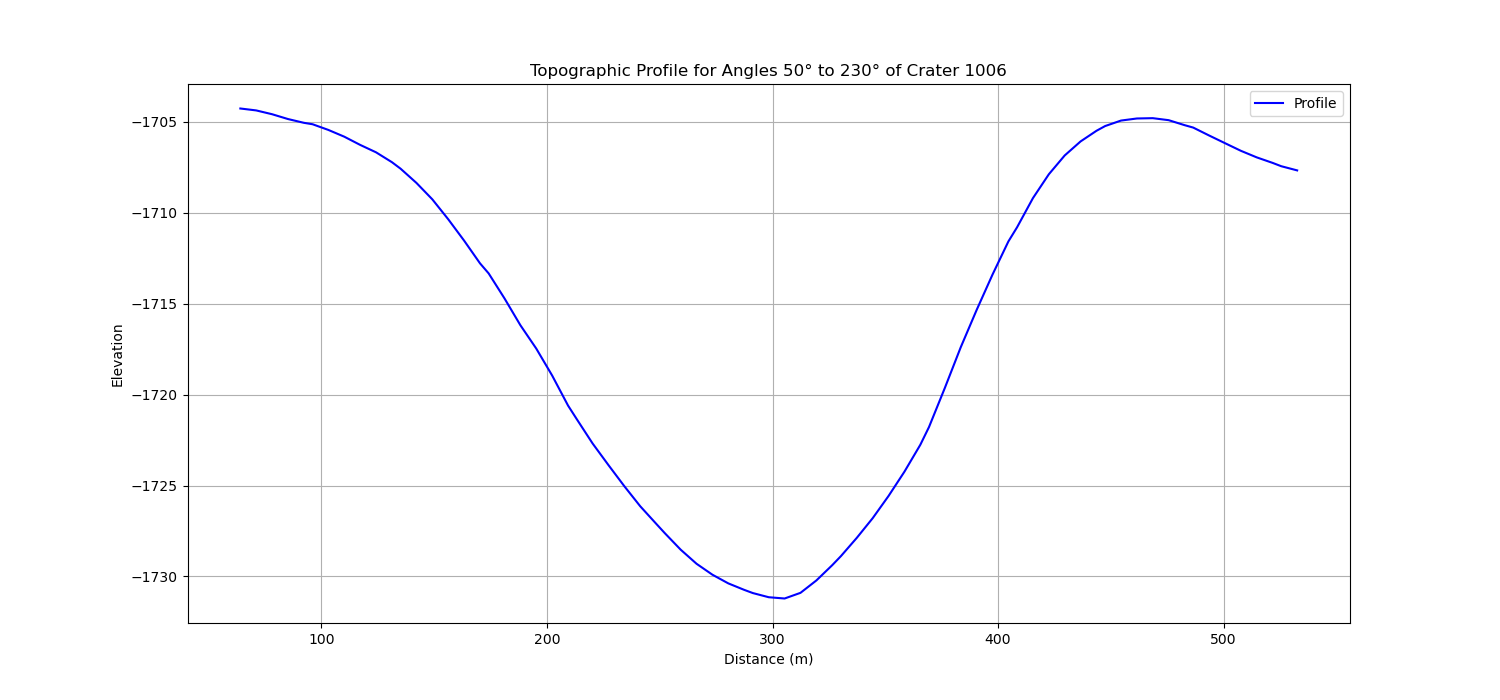 Topographic Profile for Angles 50° to 230° of Crater 1006
Profile
−1705
−1710
−1715
−1720
−1725
−1730
Elevation
100 200 300 400 500
Distance (m)